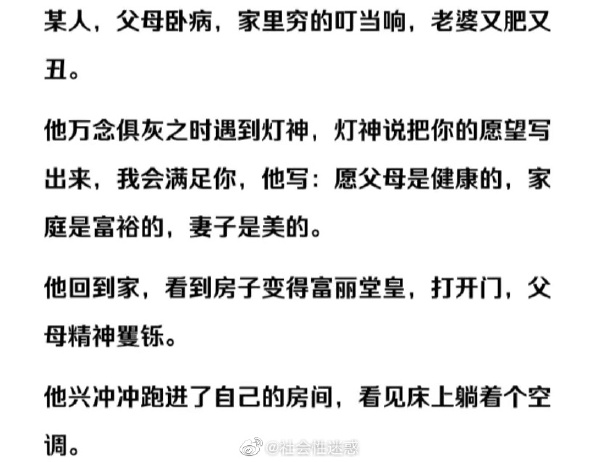 某人，父母卧病，家里穷的叮当响，老婆又肥又
丑。
他万念俱灰之时遇到灯神，灯神说把你的愿望写
出来，我会满足你，他写：愿父母是健康的，家
庭是富裕的，妻子是美的。
他回到家，看到房子变得富丽堂皇，打开门，父
母精神矍铄。
他兴冲冲跑进了自己的房间，看见床上躺着个空
调。
@社会性迷惑